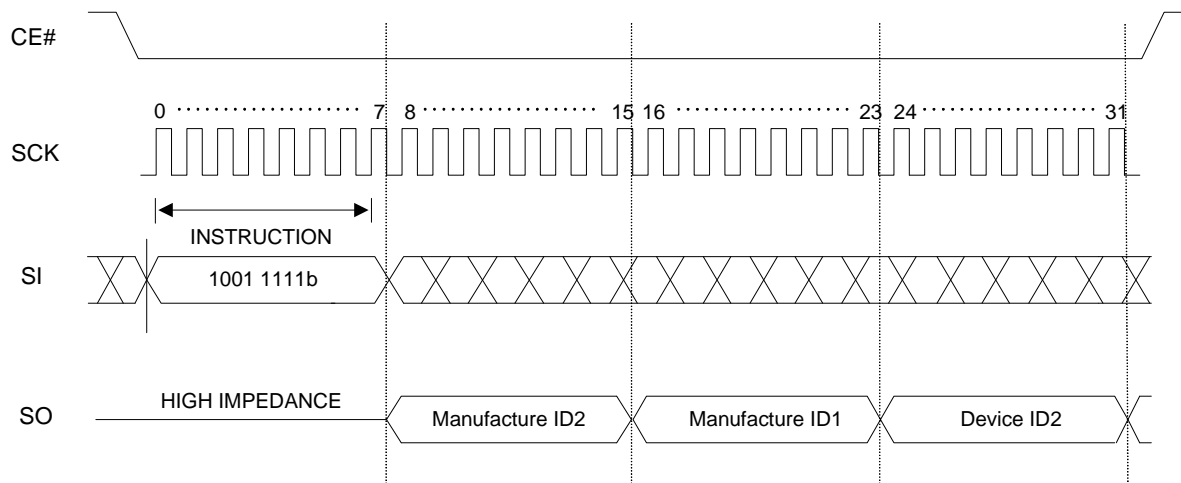 CE#
0 7 8 15 16 23 24 31
SCK
INSTRUCTION
SI 1001 1111b
HIGH IMPEDANCE
SO Manufacture ID2 Manufacture ID1 Device ID2